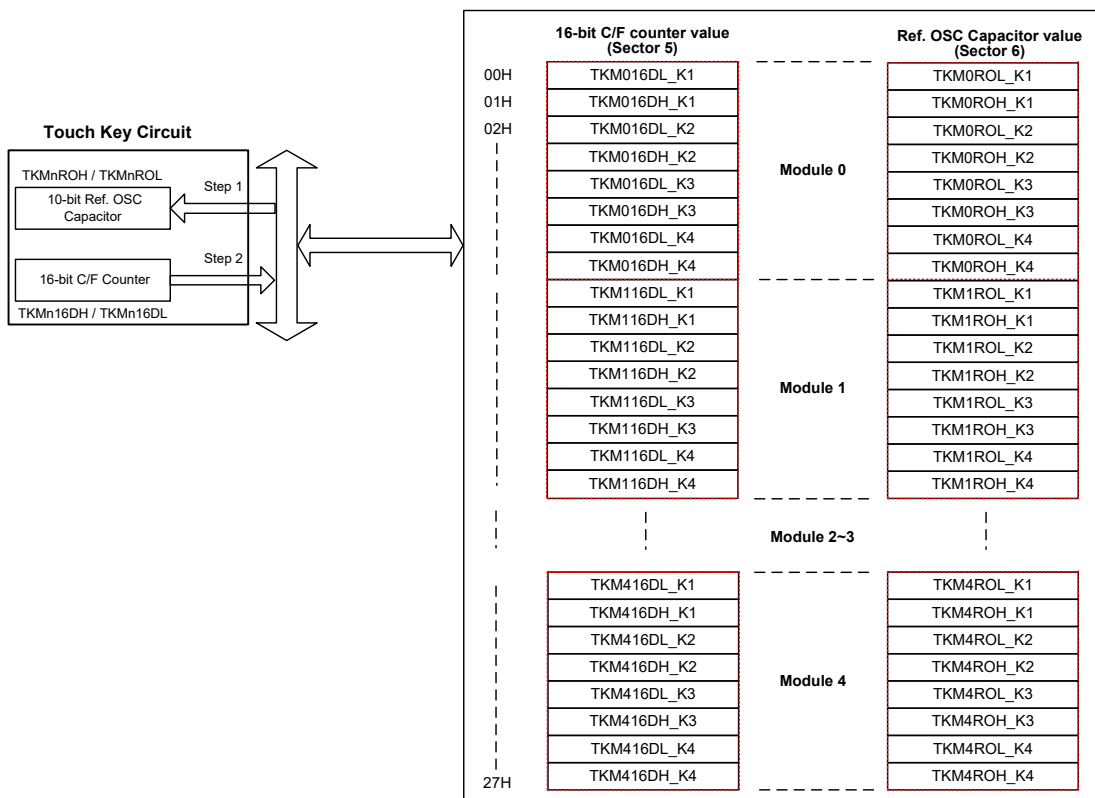 16-bit C/F counter value
(Sector 5)
Ref. OSC Capacitor value
(Sector 6)
Touch Key Circuit
TKMnROH / TKMnROL
10-bit Ref. OSC
Capacitor
Step 1
16-bit C/F Counter
Step 2
TKMn16DH / TKMn16DL
00H
01H
02H
27H
TKM016DL_K1
TKM016DH_K1
TKM016DL_K2
TKM016DH_K2
TKM016DL_K3
TKM016DH_K3
TKM016DL_K4
TKM016DH_K4
TKM116DL_K1
TKM116DH_K1
TKM116DL_K2
TKM116DH_K2
TKM116DL_K3
TKM116DH_K3
TKM116DL_K4
TKM116DH_K4
TKM416DL_K1
TKM416DH_K1
TKM416DL_K2
TKM416DH_K2
TKM416DL_K3
TKM416DH_K3
TKM416DL_K4
TKM416DH_K4
Module 0
Module 1
Module 2~3
Module 4
TKM0ROL_K1
TKM0ROH_K1
TKM0ROL_K2
TKM0ROH_K2
TKM0ROL_K3
TKM0ROH_K3
TKM0ROL_K4
TKM0ROH_K4
TKM1ROL_K1
TKM1ROH_K1
TKM1ROL_K2
TKM1ROH_K2
TKM1ROL_K3
TKM1ROH_K3
TKM1ROL_K4
TKM1ROH_K4
TKM4ROL_K1
TKM4ROH_K1
TKM4ROL_K2
TKM4ROH_K2
TKM4ROL_K3
TKM4ROH_K3
TKM4ROL_K4
TKM4ROH_K4